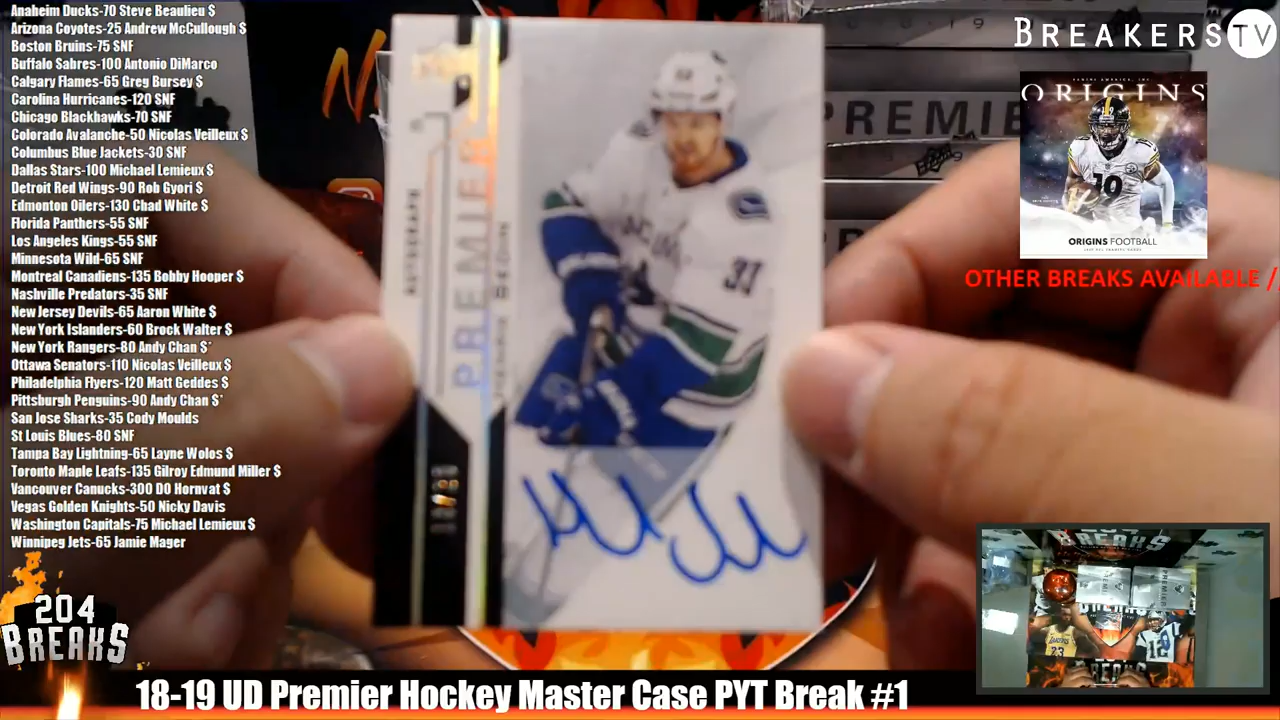 Anaheim Ducks-70 Steve Beaulieu $
Arizona Coyotes-25 Andrew McCullough $
Boston Bruins-75 SNF
Buffalo Sabres-100 Antonio DiMarco
Calgary Flames-65 Greg Bursey $
Carolina Hurricanes-120 SNF
Chicago Blackhawks-70 SNF
Colorado Avalanche-50 Nicolas Veilleux $
Columbus Blue Jackets-30 SNF
Dallas Stars-100 Michael Lemieux $
Detroit Red Wings-90 Rob Gyori $
Edmonton Oilers-130 Chad White $
Florida Panthers-55 SNF
Los Angeles Kings-55 SNF
Minnesota Wild-65 SNF
Montreal Canadiens-135 Bobby Hooper $
Nashville Predators-35 SNF
New Jersey Devils-65 Aaron White $
New York Islanders-60 Brock Walter $
New York Rangers-80 Andy Chan $*
Ottawa Senators-110 Nicolas Veilleux $
Philadelphia Flyers-120 Matt Geddes $
Pittsburgh Penguins-90 Andy Chan $*
San Jose Sharks-35 Cody Moulds
St Louis Blues-80 SNF
Tampa Bay Lightning-65 Layne Wolos $
Toronto Maple Leafs-135 Gilroy Edmund Miller $
Vancouver Canucks-300 DO Hornvat $
Vegas Golden Knights-50 Nicky Davis
Washington Capitals-75 Michael Lemieux $
Winnipeg Jets-65 Jamie Mager
204
BREAKS
AUTOGRAPH
PREMIER
33
PREMIE
BREAKERSTV
ORIGINS
19
ORIGINS FOOTBALL
OTHER BREAKS AVAILABLE /
BREAKS
23
12
18-19 UD Premier Hockey Master Case PYT Break #1